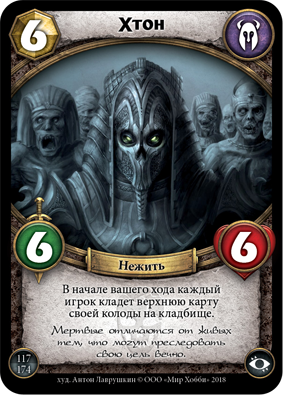 6
Хтон
6
6
Нежить
В начале вашего хода каждый
игрок кладет верхнюю карту
своей колоды на кладбище.
Мертвые отличаются от живых
тем, что могут преследовать
свою цель вечно.
117
174
худ. Антон Лаврушкин © ООО «Мир Хобби» 2018